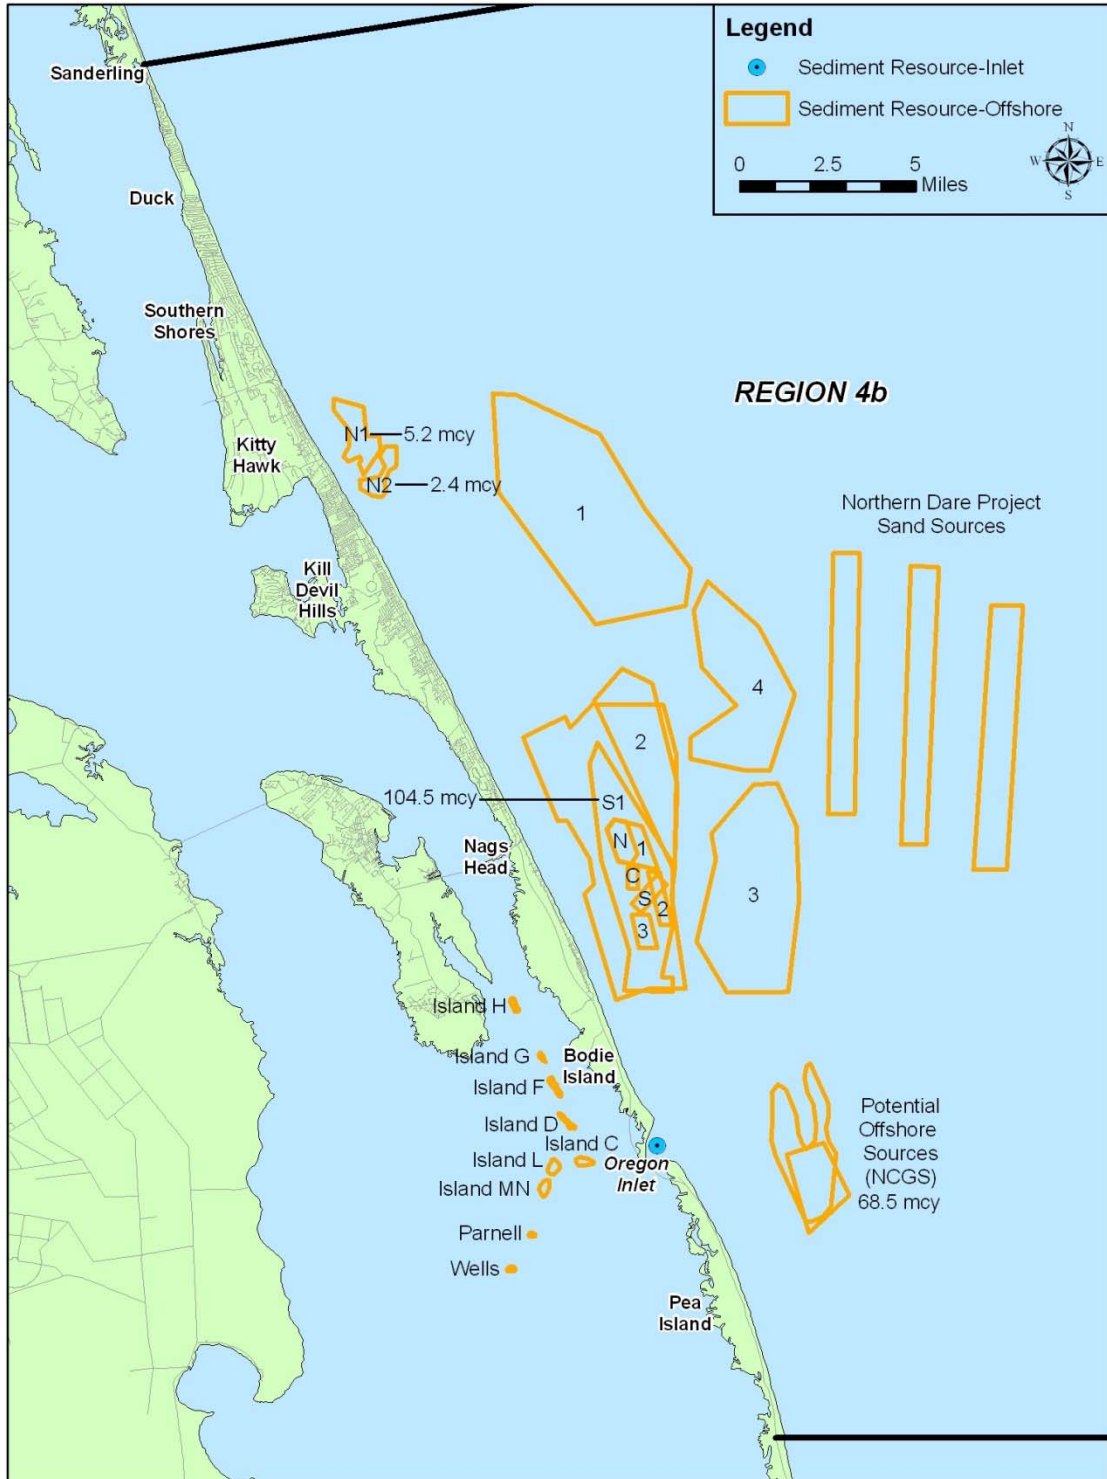 Legend
Sediment Resource-Inlet
Sediment Resource-Offshore
N
W
E
S
0
2.5
5
Miles
Sanderling
Duck
Southern
Shores
REGION 4b
N1
5.2 mcy
Kitty
Hawk
N2
2.4 mcy
1
Northern Dare Project
Sand Sources
Kill
Devil
Hills
4
2
104.5 mcy
S1
N
1
Nags
Head
C
S
2
3
3
Island H
Island G
Bodie
Island
Island F
Island D
Island C
Island L
Oregon
Inlet
Island MN
Potential
Offshore
Sources
(NCGS)
68.5 mcy
Parnell
Wells
Pea
Island